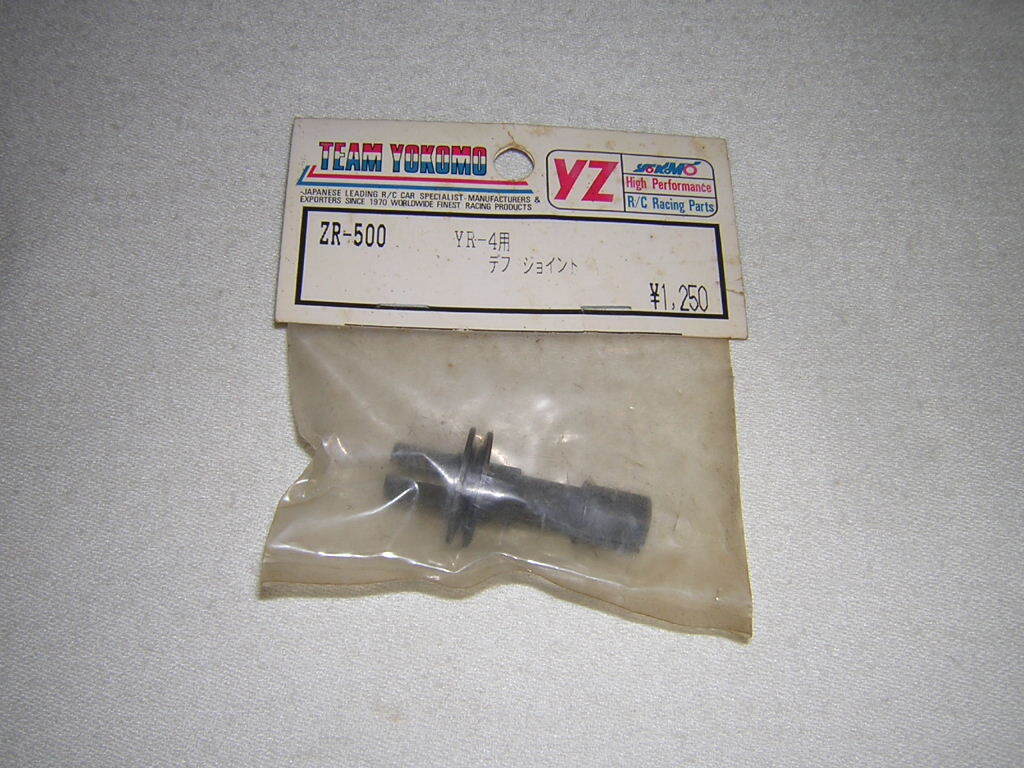 TEAM YOKOMO
JAPANESE LEADING R/C CAR SPECIALIST-MANUFACTURERS &
EXPORTERS SINCE 1970 WORLDWIDE FINEST RACING PRODUCTS
YZ
YOKOMO
High Performance
R/C Racing Parts
ZR-500
YR-4用
デフ ジョイント
¥1,250